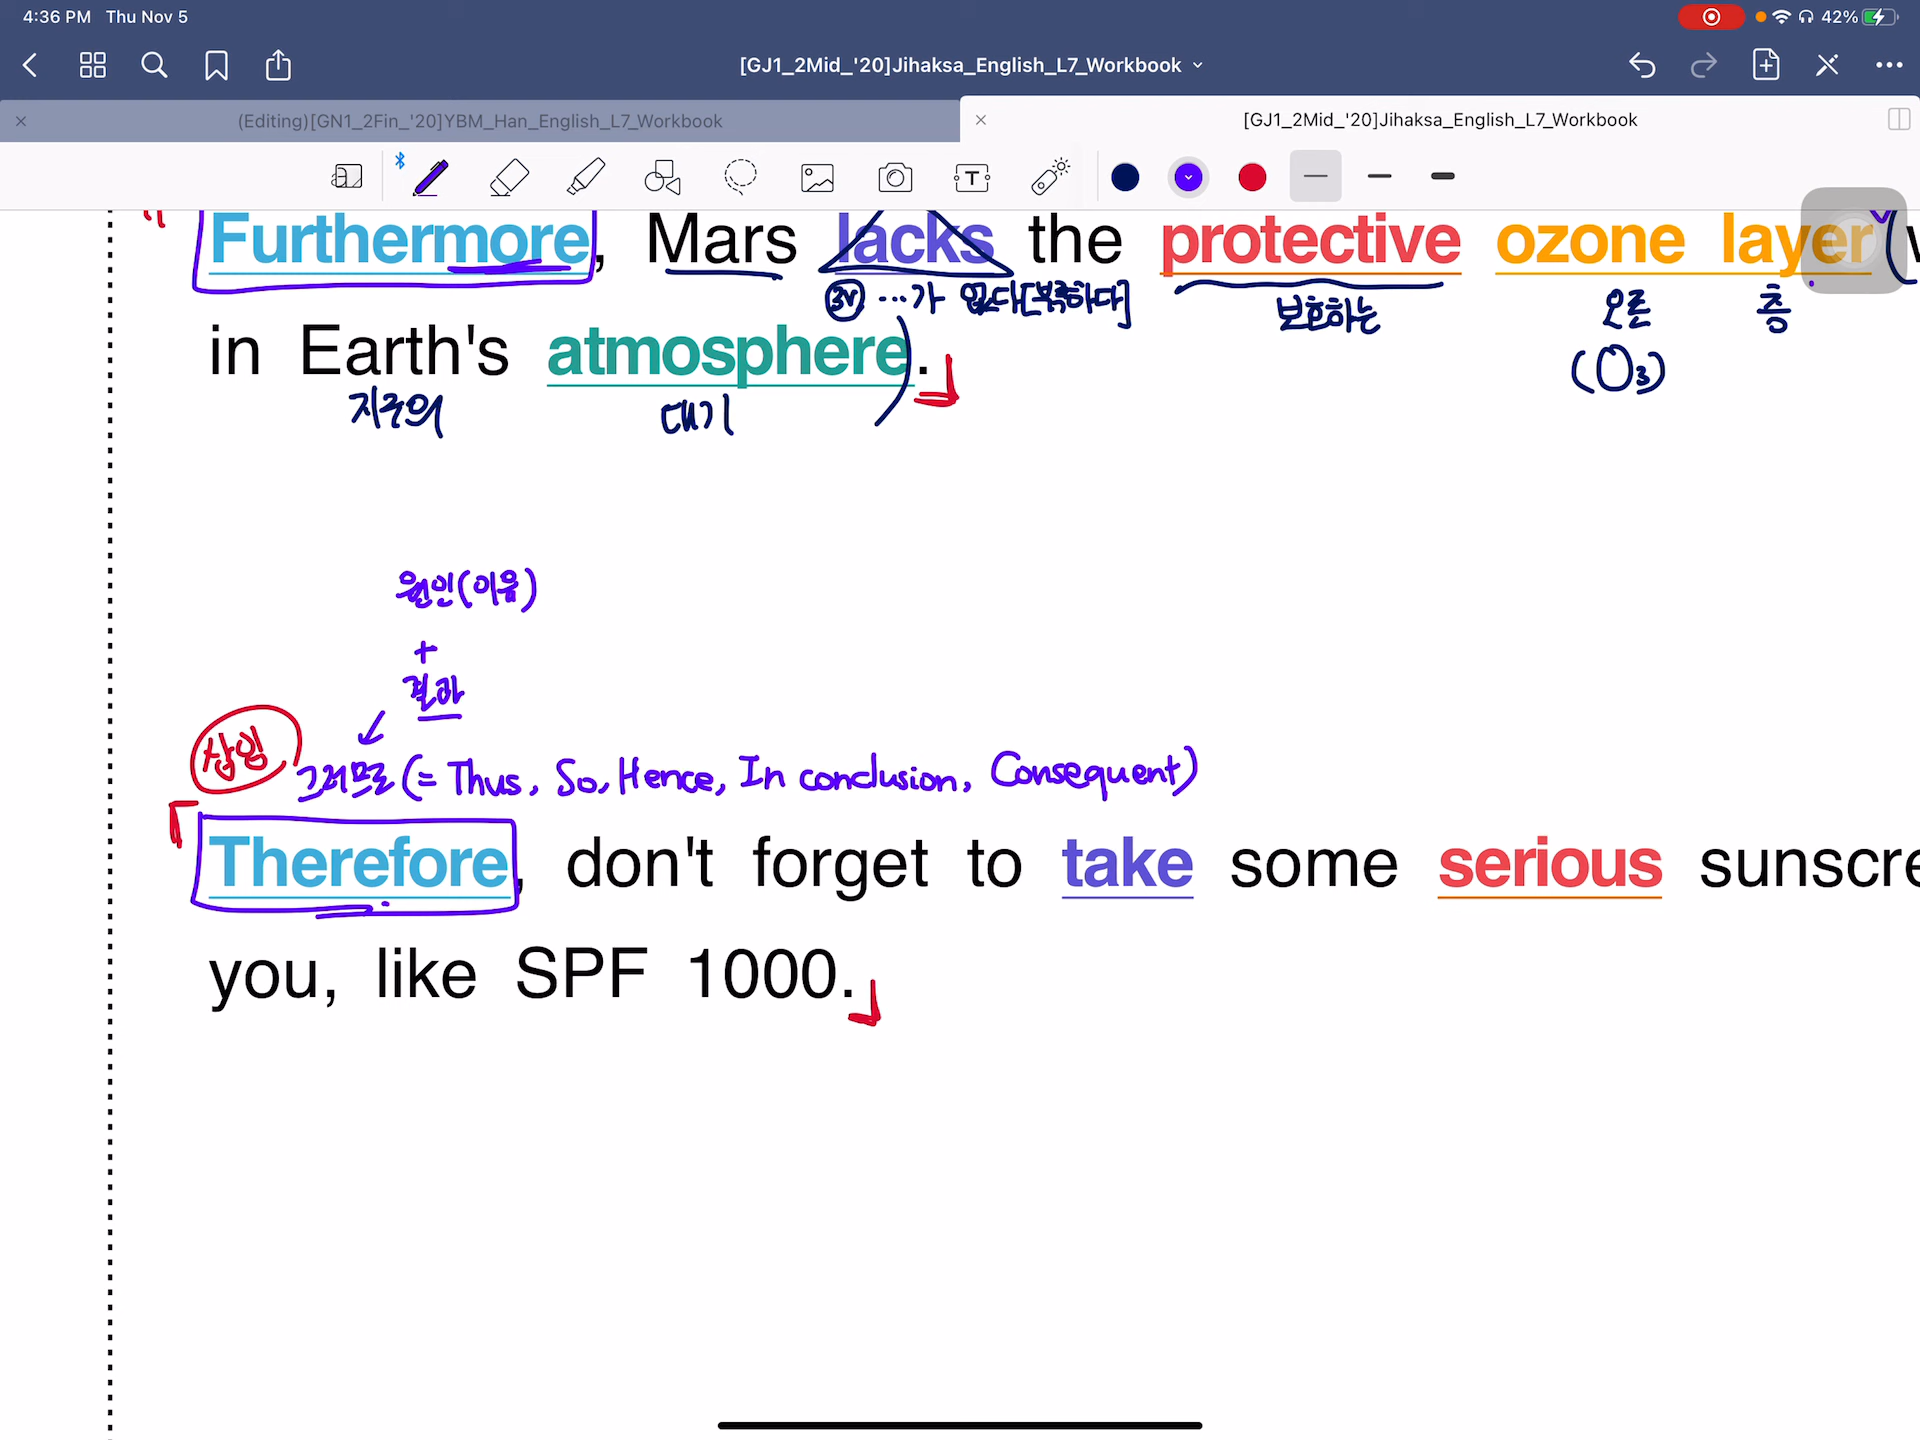 4:36 PM Thu Nov 5
42%
[GJ1_2Mid_'20]Jihaksa_English_L7_Workbook
(Editing)[GN1_2Fin_'20]YBM_Han_English_L7_Workbook
[GJ1_2Mid_'20]Jihaksa_English_L7_Workbook
Furthermore, Mars lacks the protective ozone layer (
3v ...가 없다[부족하다] 보호하는 오존 층
in Earth's atmosphere).
(O3)
지구의 대기
원인(이유)
+
결과
삽입
그러므로 (= Thus, So, Hence, In conclusion, Consequent)
Therefore, don't forget to take some serious sunscre
you, like SPF 1000.